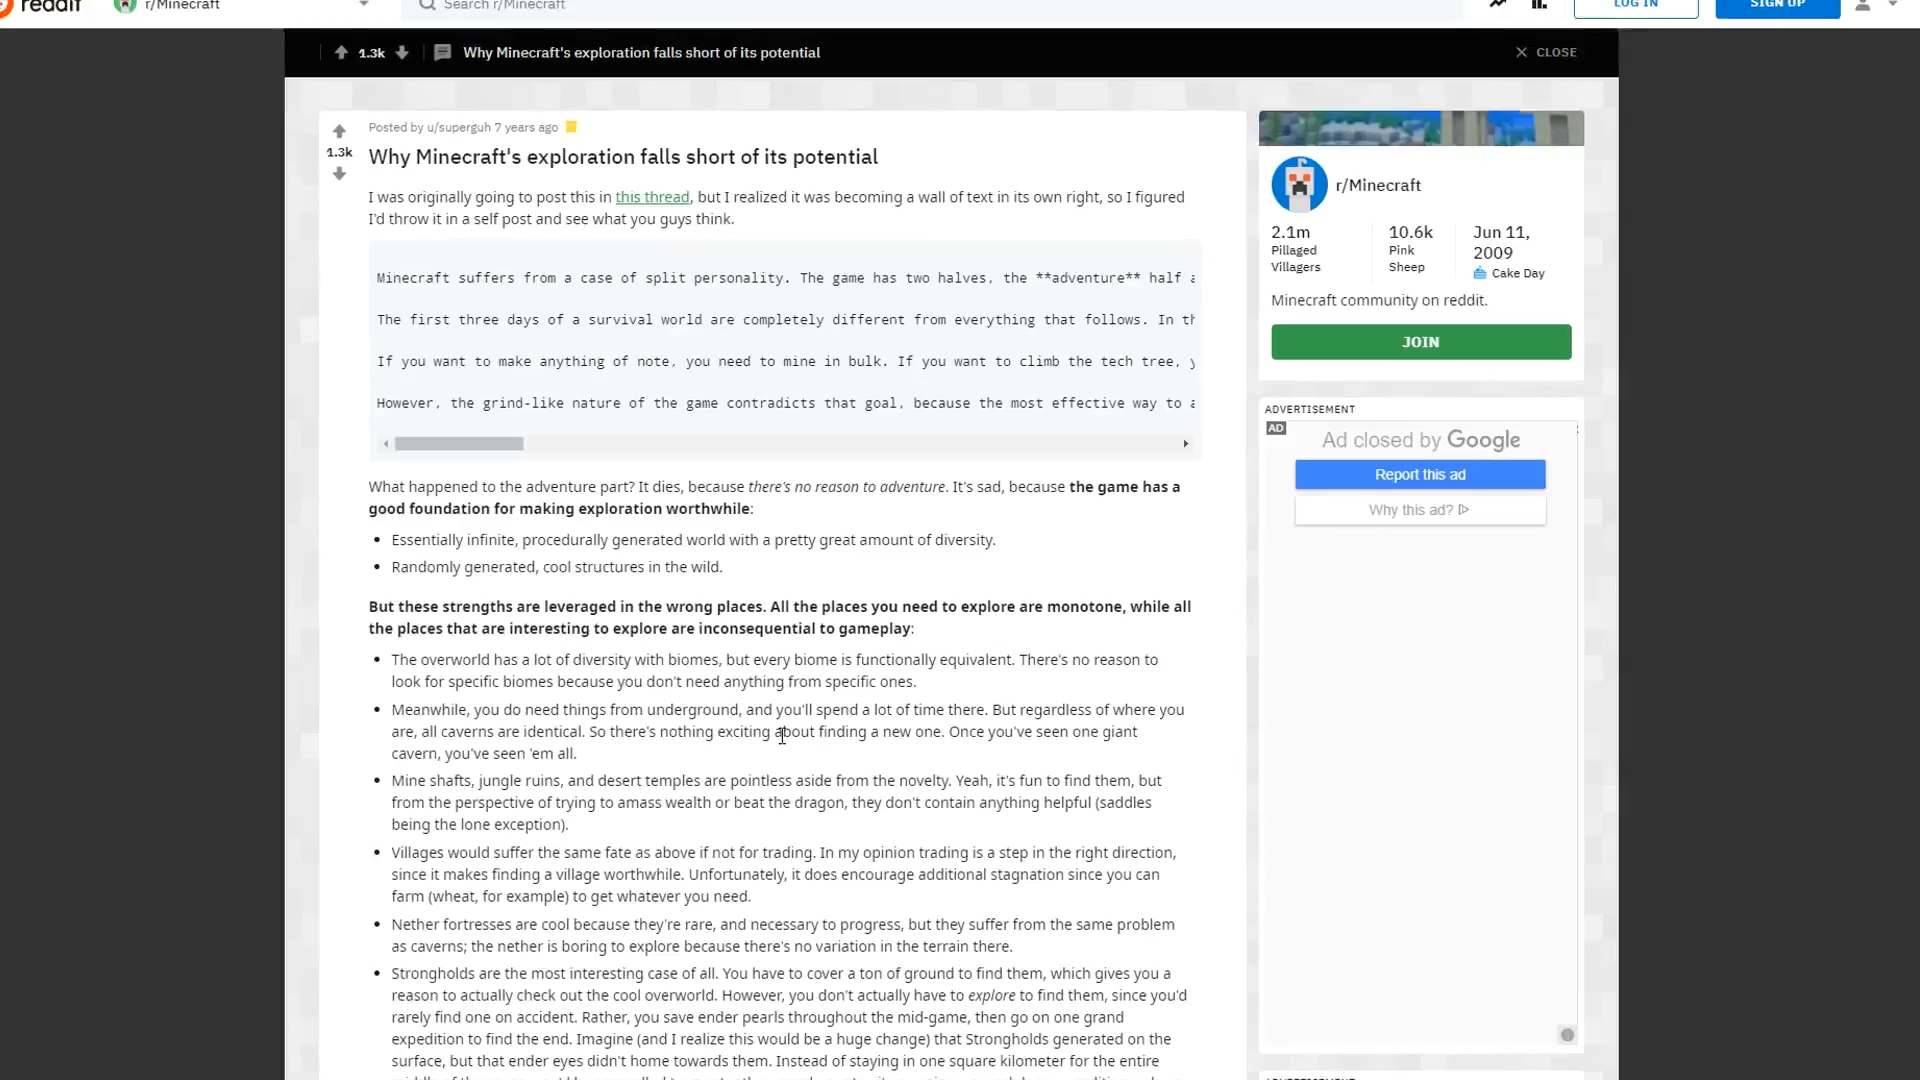 reddit
r/Minecraft
Search r/Minecraft
LOG IN
SIGN UP
1.3k
Why Minecraft's exploration falls short of its potential
CLOSE
Posted by u/superguh 7 years ago
1.3k
Why Minecraft's exploration falls short of its potential
I was originally going to post this in this thread, but I realized it was becoming a wall of text in its own right, so I figured
I'd throw it in a self post and see what you guys think.
Minecraft suffers from a case of split personality. The game has two halves, the **adventure** half a
The first three days of a survival world are completely different from everything that follows. In th
If you want to make anything of note, you need to mine in bulk. If you want to climb the tech tree, y
However, the grind-like nature of the game contradicts that goal, because the most effective way to a
What happened to the adventure part? It dies, because there's no reason to adventure. It's sad, because the game has a
good foundation for making exploration worthwhile:
• Essentially infinite, procedurally generated world with a pretty great amount of diversity.
• Randomly generated, cool structures in the wild.
But these strengths are leveraged in the wrong places. All the places you need to explore are monotone, while all
the places that are interesting to explore are inconsequential to gameplay:
• The overworld has a lot of diversity with biomes, but every biome is functionally equivalent. There's no reason to
look for specific biomes because you don't need anything from specific ones.
• Meanwhile, you do need things from underground, and you'll spend a lot of time there. But regardless of where you
are, all caverns are identical. So there's nothing exciting about finding a new one. Once you've seen one giant
cavern, you've seen 'em all.
• Mine shafts, jungle ruins, and desert temples are pointless aside from the novelty. Yeah, it's fun to find them, but
from the perspective of trying to amass wealth or beat the dragon, they don't contain anything helpful (saddles
being the lone exception).
• Villages would suffer the same fate as above if not for trading. In my opinion trading is a step in the right direction,
since it makes finding a village worthwhile. Unfortunately, it does encourage additional stagnation since you can
farm (wheat, for example) to get whatever you need.
• Nether fortresses are cool because they're rare, and necessary to progress, but they suffer from the same problem
as caverns; the nether is boring to explore because there's no variation in the terrain there.
• Strongholds are the most interesting case of all. You have to cover a ton of ground to find them, which gives you a
reason to actually check out the cool overworld. However, you don't actually have to explore to find them, since you'd
rarely find one on accident. Rather, you save ender pearls throughout the mid-game, then go on one grand
expedition to find the end. Imagine (and I realize this would be a huge change) that Strongholds generated on the
surface, but that ender eyes didn't home towards them. Instead of staying in one square kilometer for the entire
r/Minecraft
2.1m
Pillaged
Villagers
10.6k
Pink
Sheep
Jun 11,
2009
Cake Day
Minecraft community on reddit.
JOIN
ADVERTISEMENT
AD
Ad closed by Google
Report this ad
Why this ad?